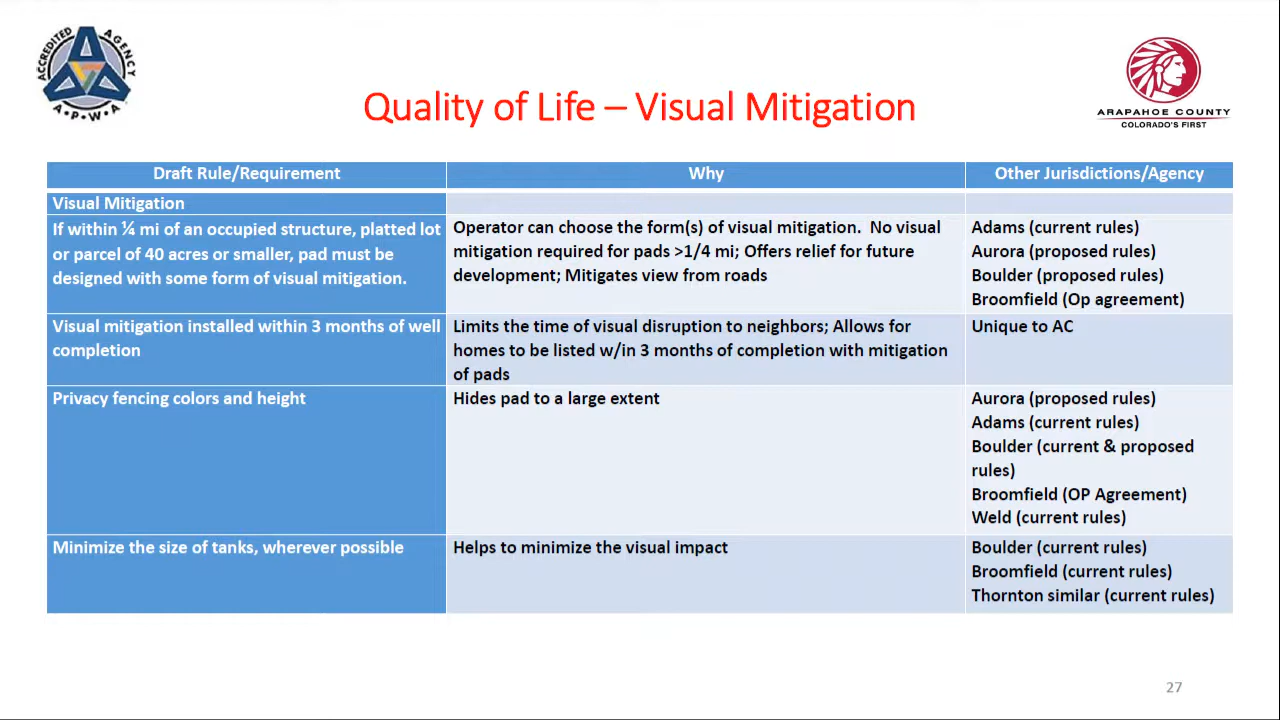 ACCREDITED AGENCY
A•P•W•A
ARAPAHOE COUNTY
COLORADO'S FIRST
Quality of Life – Visual Mitigation
Draft Rule/Requirement
Why
Other Jurisdictions/Agency
Visual Mitigation
If within ¼ mi of an occupied structure, platted lot
or parcel of 40 acres or smaller, pad must be
designed with some form of visual mitigation.
Operator can choose the form(s) of visual mitigation.  No visual
mitigation required for pads >1/4 mi; Offers relief for future
development; Mitigates view from roads
Adams (current rules)
Aurora (proposed rules)
Boulder (proposed rules)
Broomfield (Op agreement)
Visual mitigation installed within 3 months of well
completion
Limits the time of visual disruption to neighbors; Allows for
homes to be listed w/in 3 months of completion with mitigation
of pads
Unique to AC
Privacy fencing colors and height
Hides pad to a large extent
Aurora (proposed rules)
Adams (current rules)
Boulder (current & proposed
rules)
Broomfield (OP Agreement)
Weld (current rules)
Minimize the size of tanks, wherever possible
Helps to minimize the visual impact
Boulder (current rules)
Broomfield (current rules)
Thornton similar (current rules)
27